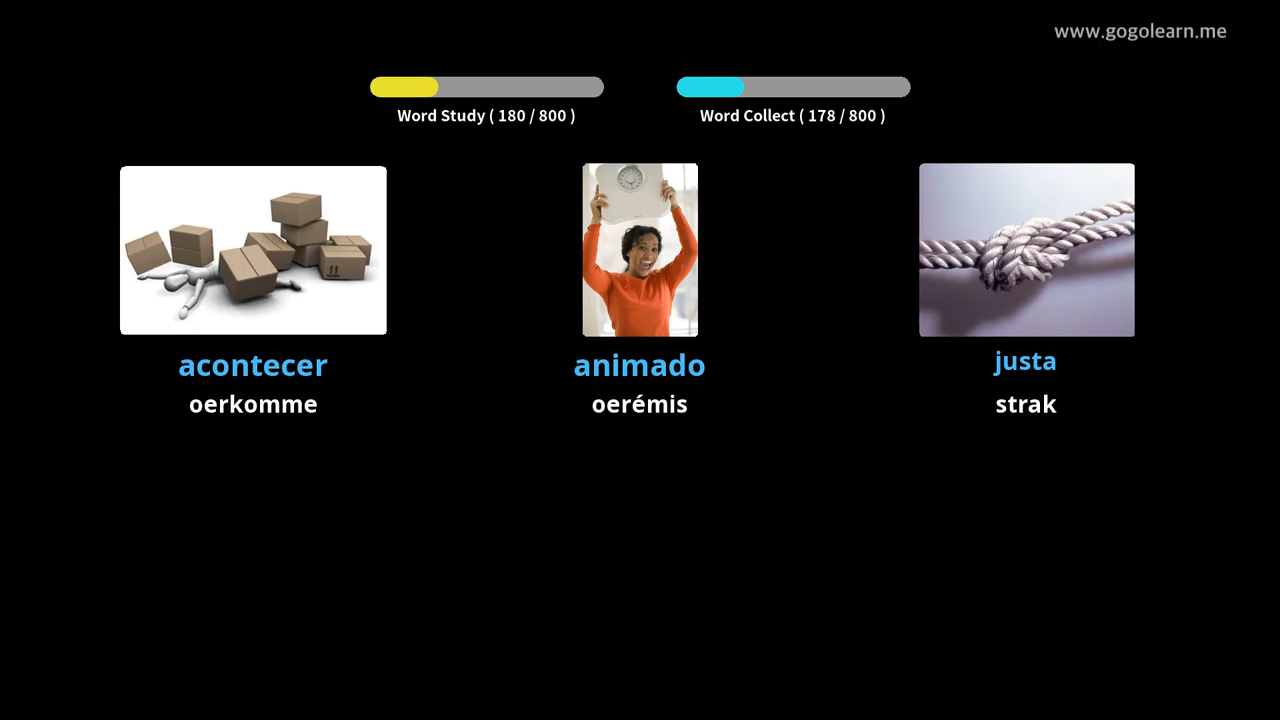 www.gogolearn.me
Word Study ( 180 / 800 )
Word Collect ( 178 / 800 )
acontecer
animado
justa
oerkomme
oerémis
strak